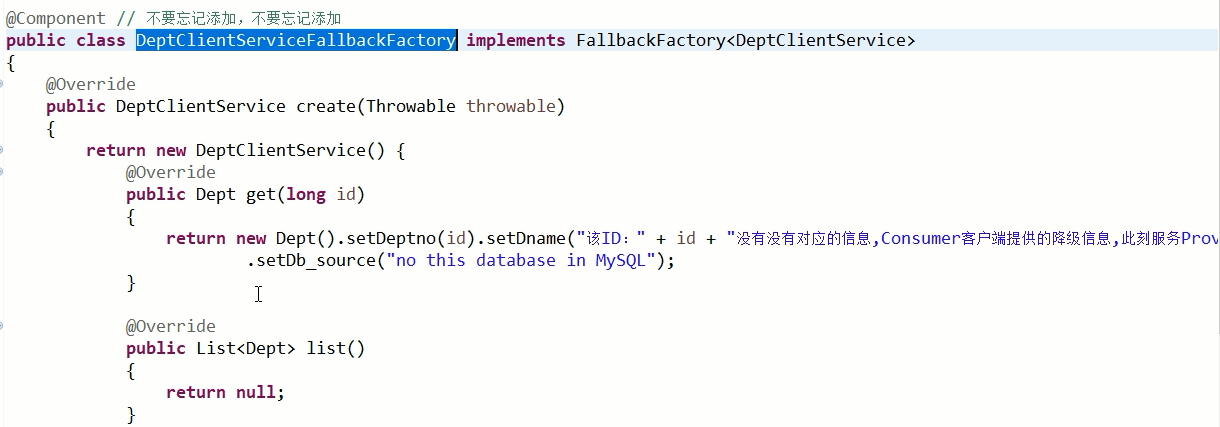 @Component // 不要忘记添加，不要忘记添加
public class DeptClientServiceFallbackFactory implements FallbackFactory<DeptClientService>
{
@Override
public DeptClientService create(Throwable throwable)
{
return new DeptClientService() {
@Override
public Dept get(long id)
{
return new Dept().setDeptno(id).setDname("该ID：" + id + "没有没有对应的信息,Consumer客户端提供的降级信息,此刻服务Prov
.setDb_source("no this database in MySQL");
}
@Override
public List<Dept> list()
{
return null;
}